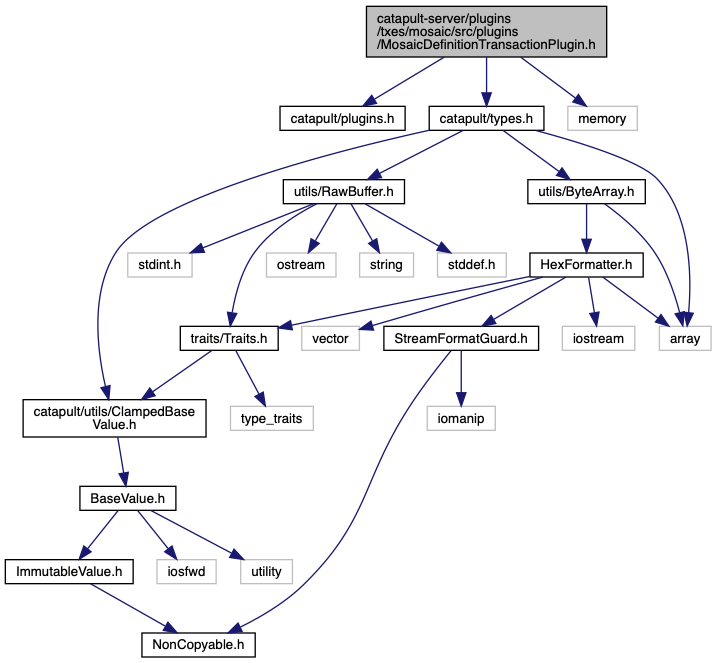 catapult-server/plugins
/txes/mosaic/src/plugins
/MosaicDefinitionTransactionPlugin.h
catapult/plugins.h
catapult/types.h
memory
utils/RawBuffer.h
utils/ByteArray.h
stdint.h
ostream
string
stddef.h
HexFormatter.h
traits/Traits.h
vector
StreamFormatGuard.h
iostream
array
catapult/utils/ClampedBase
Value.h
type_traits
iomanip
BaseValue.h
ImmutableValue.h
iosfwd
utility
NonCopyable.h